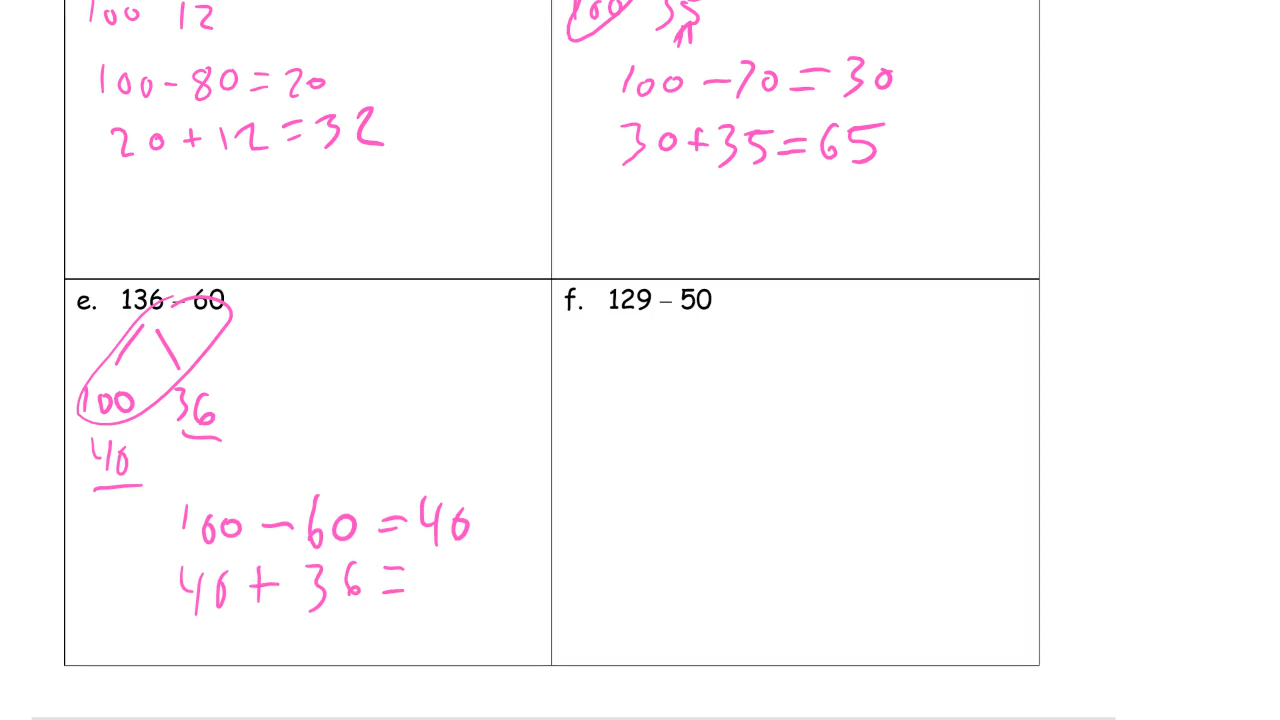 100 12
100 - 80 = 20
20 + 12 = 32
100 35
100 - 70 = 30
30 + 35 = 65
e. 136 – 60
100 36
40
100 - 60 = 40
40 + 36 =
f. 129 – 50